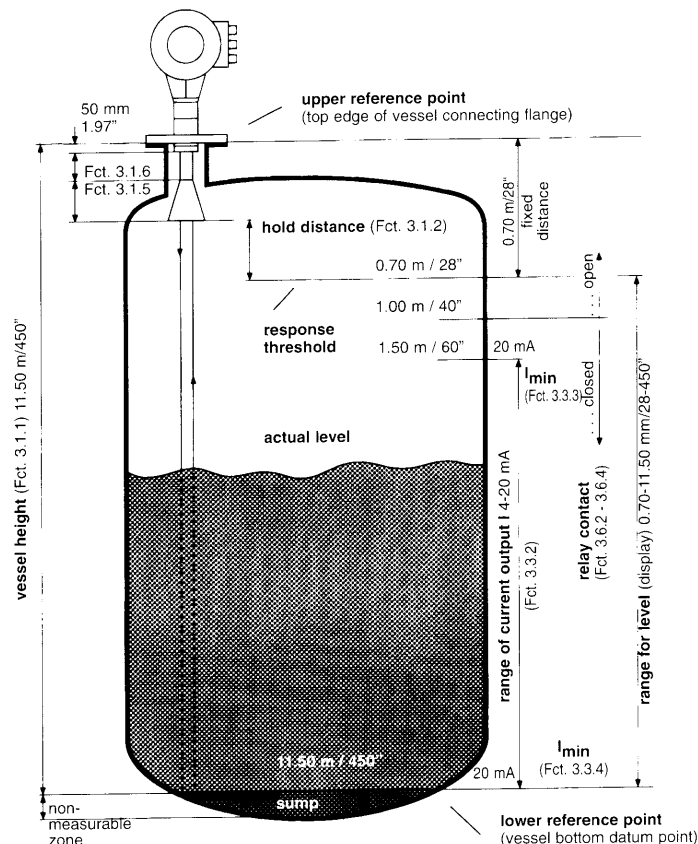 50 mm
1.97”
upper reference point
(top edge of vessel connecting flange)
Fct. 3.1.6
Fct. 3.1.5
0.70 m/28”
fixed
distance
hold distance (Fct. 3.1.2)
0.70 m / 28”
open
1.00 m / 40”
response
threshold
1.50 m / 60”
20 mA
Imin
(Fct. 3.3.3)
closed
actual level
vessel height (Fct. 3.1.1) 11.50 m/450”
range of current output I 4-20 mA
(Fct. 3.3.2)
relay contact
(Fct. 3.6.2 - 3.6.4)
range for level (display) 0.70-11.50 mm/28-450”
11.50 m / 450”
20 mA
Imin
(Fct. 3.3.4)
sump
non-
measurable
zone
lower reference point
(vessel bottom datum point)